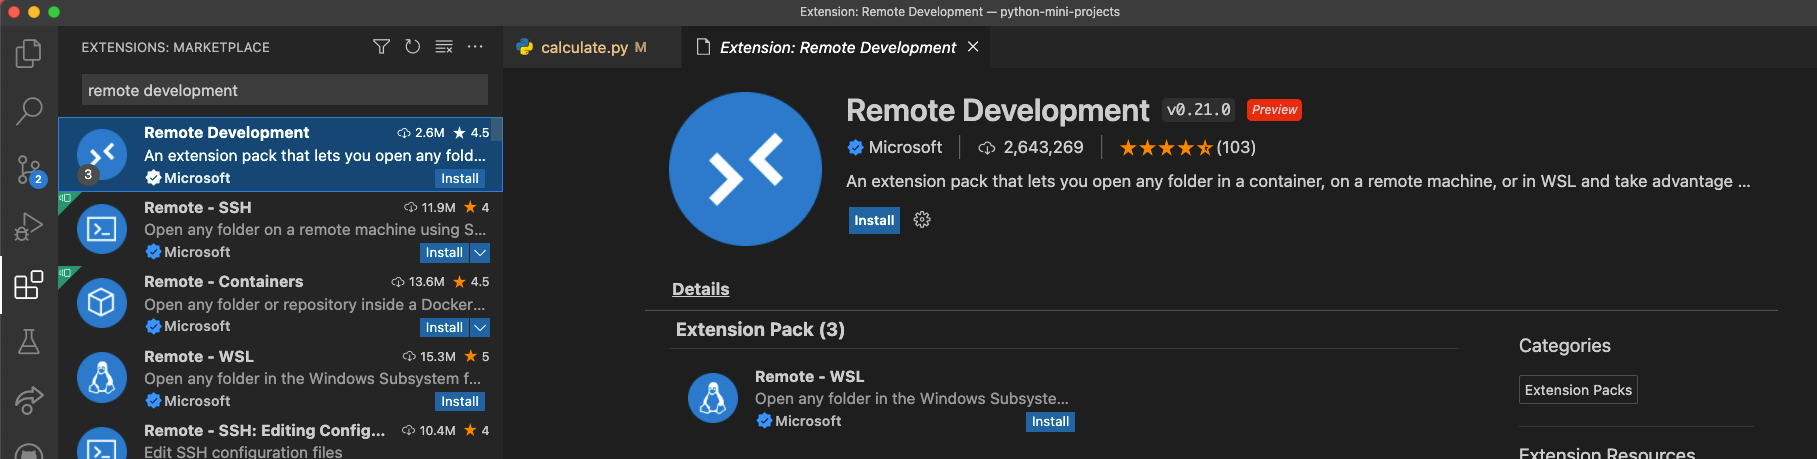 Extension: Remote Development — python-mini-projects
EXTENSIONS: MARKETPLACE
remote development
Remote Development 2.6M 4.5
An extension pack that lets you open any fold...
3
Microsoft Install
2
Remote - SSH 11.9M 4
Open any folder on a remote machine using S...
Microsoft Install
Remote - Containers 13.6M 4.5
Open any folder or repository inside a Docker...
Microsoft Install
Remote - WSL 15.3M 5
Open any folder in the Windows Subsystem f...
Microsoft Install
Remote - SSH: Editing Config... 10.4M 4
Edit SSH configuration files
calculate.py M
Extension: Remote Development
Remote Development v0.21.0 Preview
Microsoft 2,643,269 (103)
An extension pack that lets you open any folder in a container, on a remote machine, or in WSL and take advantage ...
Install
Details
Extension Pack (3)
Remote - WSL
Open any folder in the Windows Subsyste...
Microsoft Install
Categories
Extension Packs
Extension Resources